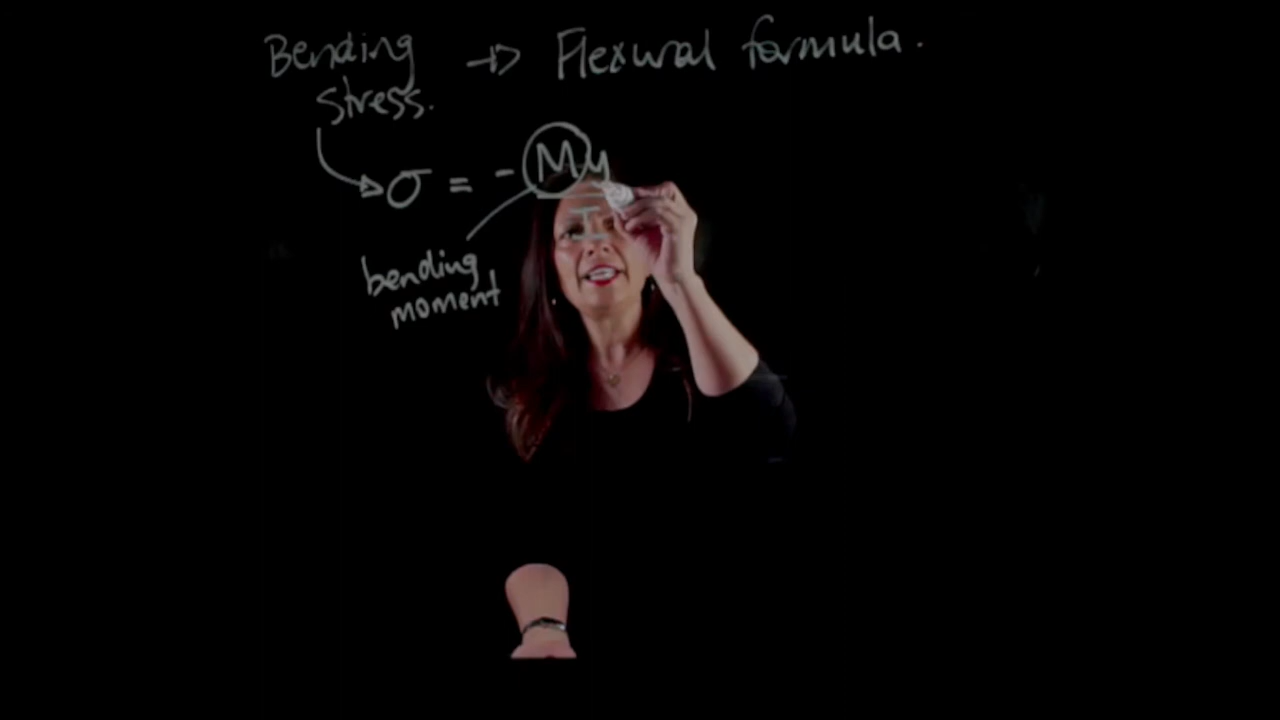 Bending → Flexural formula.
stress.
σ = - My
I
bending
moment